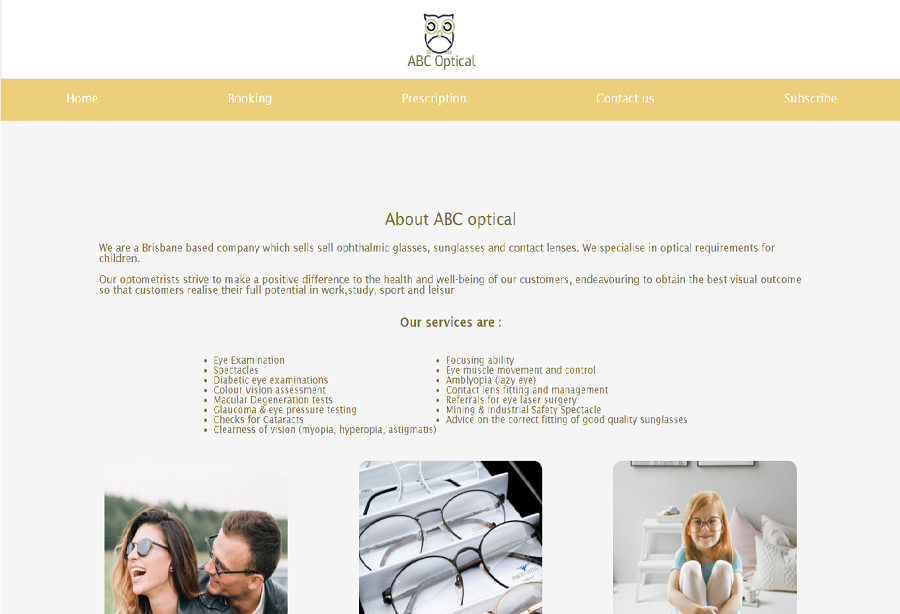 ABC Optical
Home Booking Prescription Contact us Subscribe
About ABC optical
We are a Brisbane based company which sells sell ophthalmic glasses, sunglasses and contact lenses. We specialise in optical requirements for
children.
Our optometrists strive to make a positive difference to the health and well-being of our customers, endeavouring to obtain the best visual outcome
so that customers realise their full potential in work,study, sport and leisur
Our services are :
• Eye Examination
• Spectacles
• Diabetic eye examinations
• Colour Vision assessment
• Macular Degeneration tests
• Glaucoma & eye pressure testing
• Checks for Cataracts
• Clearness of vision (myopia, hyperopia, astigmatis)
• Focusing ability
• Eye muscle movement and control
• Amblyopia (lazy eye)
• Contact lens fitting and management
• Referrals for eye laser surgery
• Mining & Industrial Safety Spectacle
• Advice on the correct fitting of good quality sunglasses